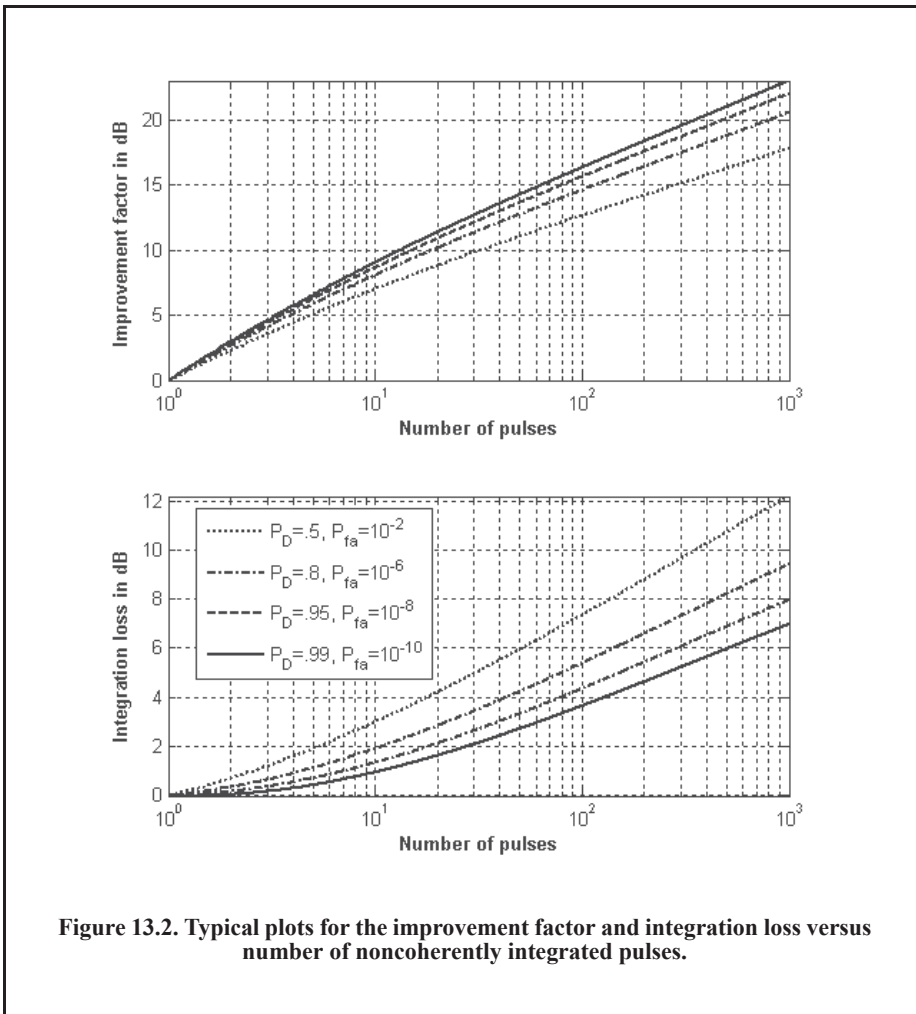 Improvement factor in dB
20
15
10
5
0
10^0
10^1
10^2
10^3
Number of pulses
Integration loss in dB
12
10
8
6
4
2
0
P_D=.5, P_fa=10^-2
P_D=.8, P_fa=10^-6
P_D=.95, P_fa=10^-8
P_D=.99, P_fa=10^-10
10^0
10^1
10^2
10^3
Number of pulses
Figure 13.2. Typical plots for the improvement factor and integration loss versus
number of noncoherently integrated pulses.